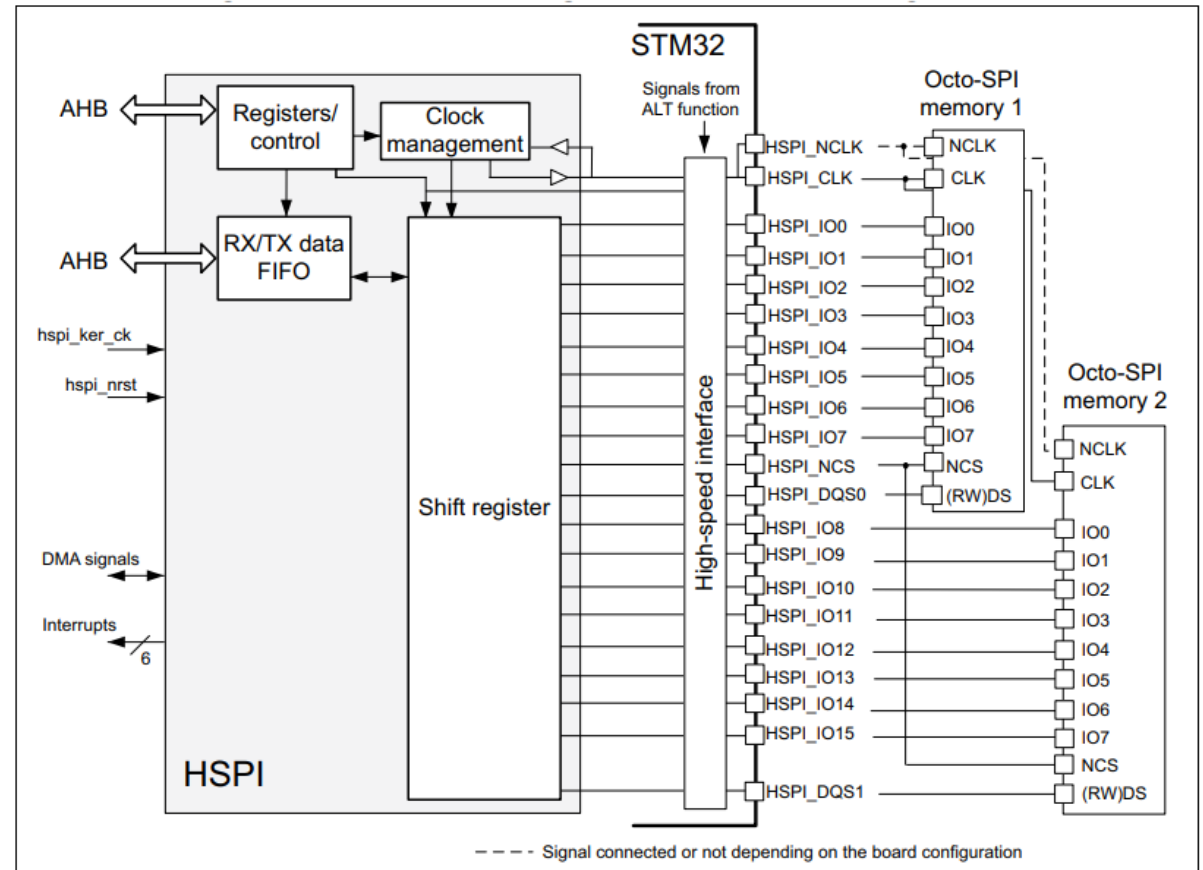 STM32
Signals from
ALT function
Octo-SPI
memory 1
AHB
Registers/
control
Clock
management
HSPI_NCLK
NCLK
HSPI_CLK
CLK
AHB
RX/TX data
FIFO
HSPI_IO0
IO0
HSPI_IO1
IO1
HSPI_IO2
IO2
HSPI_IO3
IO3
hspi_ker_ck
HSPI_IO4
IO4
hspi_nrst
HSPI_IO5
IO5
HSPI_IO6
IO6
HSPI_IO7
IO7
HSPI_NCS
NCS
HSPI_DQS0
(RW)DS
Octo-SPI
memory 2
NCLK
CLK
Shift register
High-speed interface
DMA signals
Interrupts
6
HSPI_IO8
IO0
HSPI_IO9
IO1
HSPI_IO10
IO2
HSPI_IO11
IO3
HSPI_IO12
IO4
HSPI_IO13
IO5
HSPI_IO14
IO6
HSPI_IO15
IO7
NCS
HSPI_DQS1
(RW)DS
HSPI
Signal connected or not depending on the board configuration